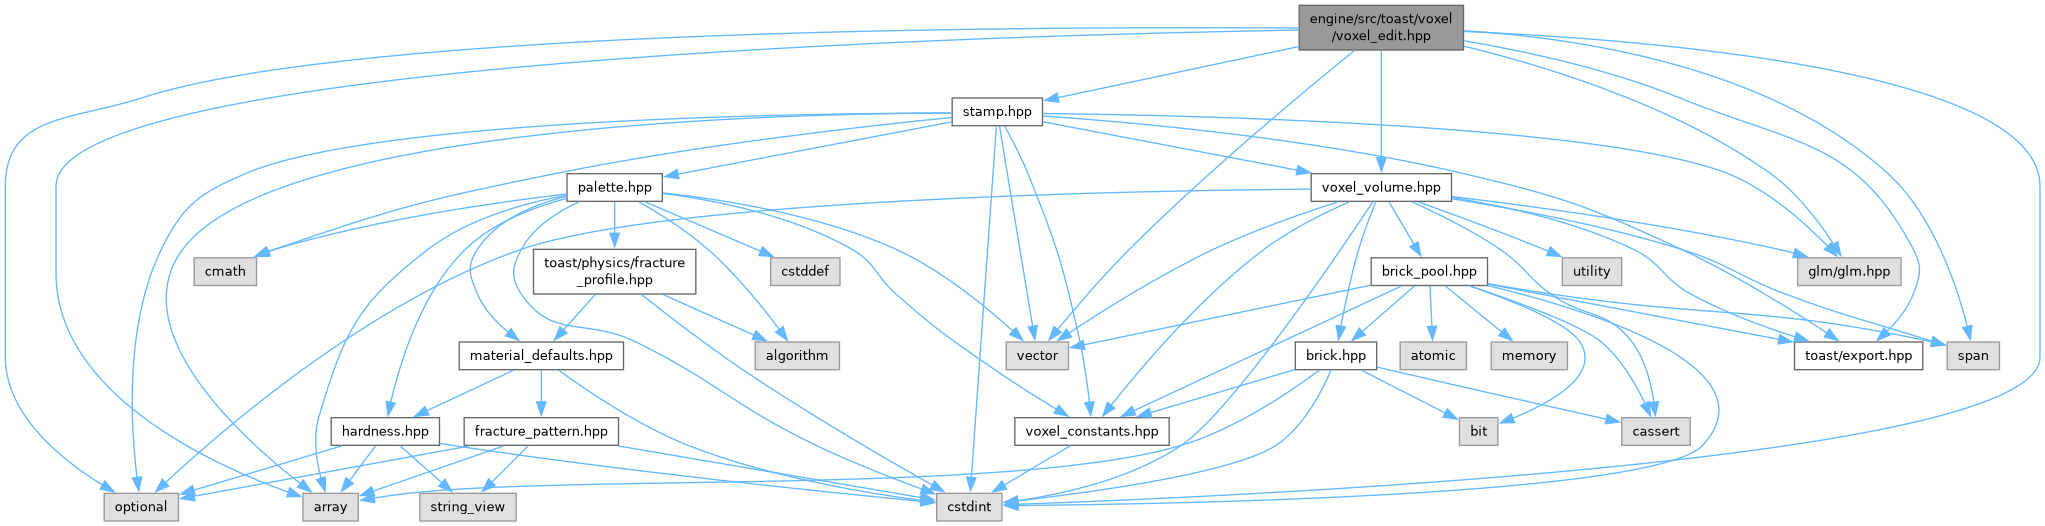 engine/src/toast/voxel
/voxel_edit.hpp
stamp.hpp
palette.hpp
voxel_volume.hpp
cmath
toast/physics/fracture
_profile.hpp
cstddef
brick_pool.hpp
utility
glm/glm.hpp
material_defaults.hpp
algorithm
vector
brick.hpp
atomic
memory
toast/export.hpp
span
hardness.hpp
fracture_pattern.hpp
voxel_constants.hpp
bit
cassert
optional
array
string_view
cstdint